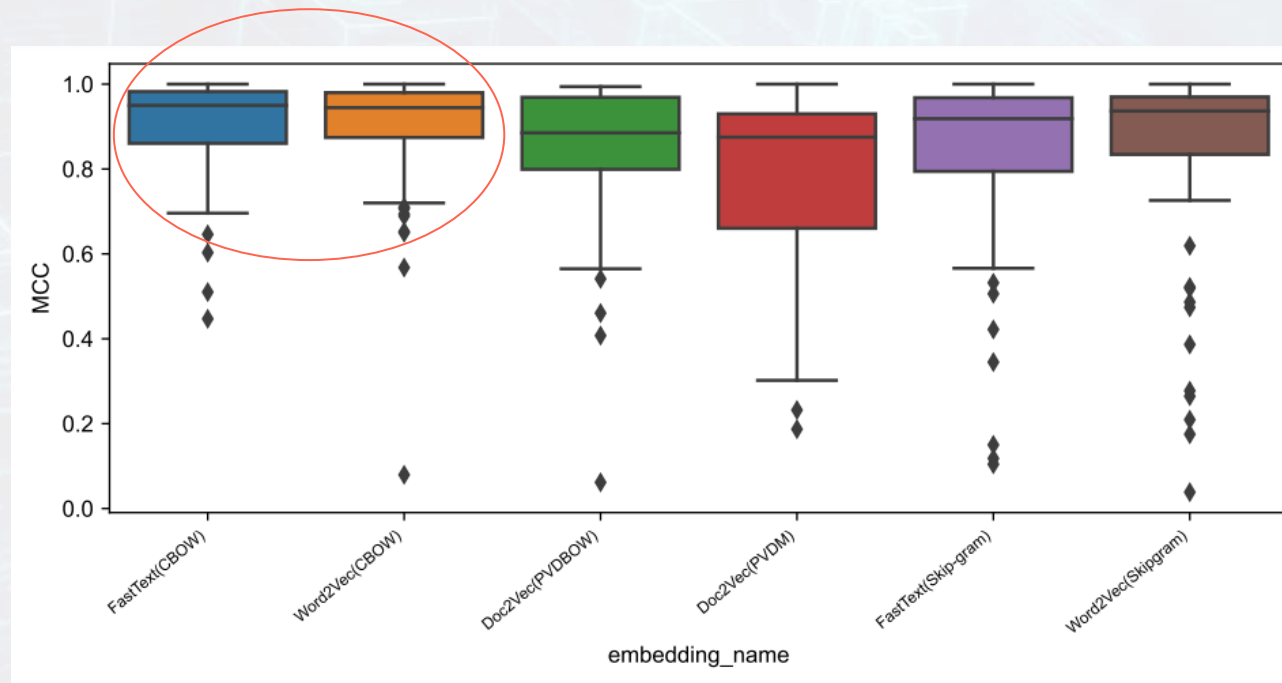 1.0
0.8
0.6
0.4
0.2
0.0
MCC
FastText(CBOW)
Word2Vec(CBOW)
Doc2Vec(PVDBOW)
Doc2Vec(PVDM)
FastText(Skip-gram)
Word2Vec(Skipgram)
embedding_name